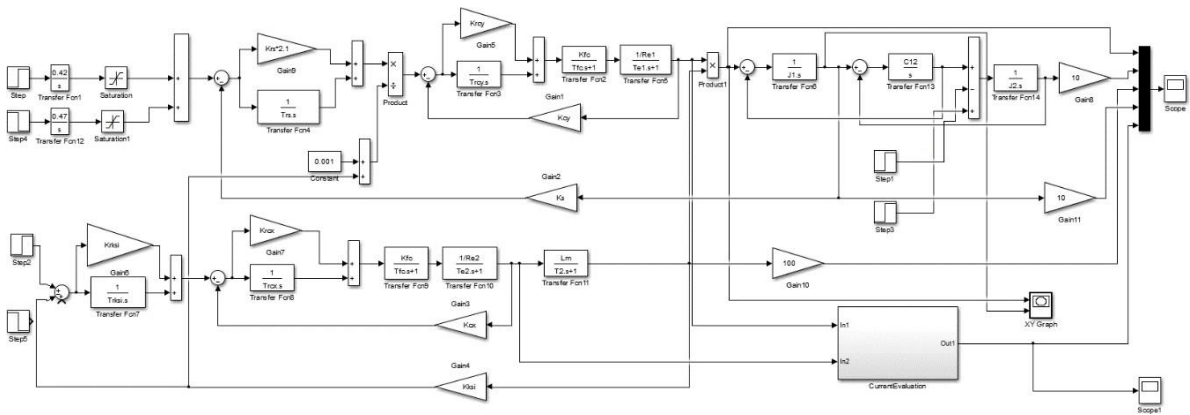 Step
0.42
s
Transfer Fcn1
Saturation
Step4
0.47
s
Transfer Fcn12
Saturation1
Krs*2.1
Gain9
1
Trs.s
Transfer Fcn4
Product
0.001
Constant
Krcy
Gain5
1
Trcy.s
Transfer Fcn3
Kfc
Tfc.s+1
Transfer Fcn2
1/Re1
Te1.s+1
Transfer Fcn5
Gain1
Kcy
Product1
1
J1.s
Transfer Fcn6
C12
s
Transfer Fcn13
1
J2.s
Transfer Fcn14
10
Gain8
Scope
Step1
Step3
10
Gain11
Gain2
Ks
Step2
Step5
Krksi
Gain6
1
Trksi.s
Transfer Fcn7
Krcx
Gain7
1
Trcx.s
Transfer Fcn8
Kfc
Tfc.s+1
Transfer Fcn9
1/Re2
Te2.s+1
Transfer Fcn10
Lm
T2.s+1
Transfer Fcn11
100
Gain10
Gain3
Kcx
Gain4
Kksi
XY Graph
In1
In2
Out1
CurrentEvaluation
Scope1